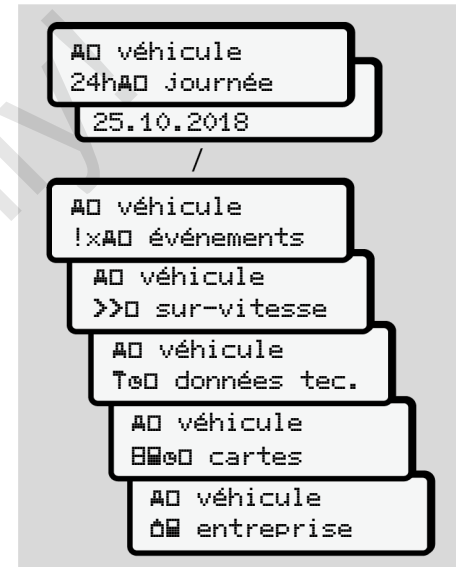 véhicule
24h journée
25.10.2018
/
véhicule
!x événements
véhicule
>> sur-vitesse
véhicule
données tec.
véhicule
cartes
véhicule
entreprise